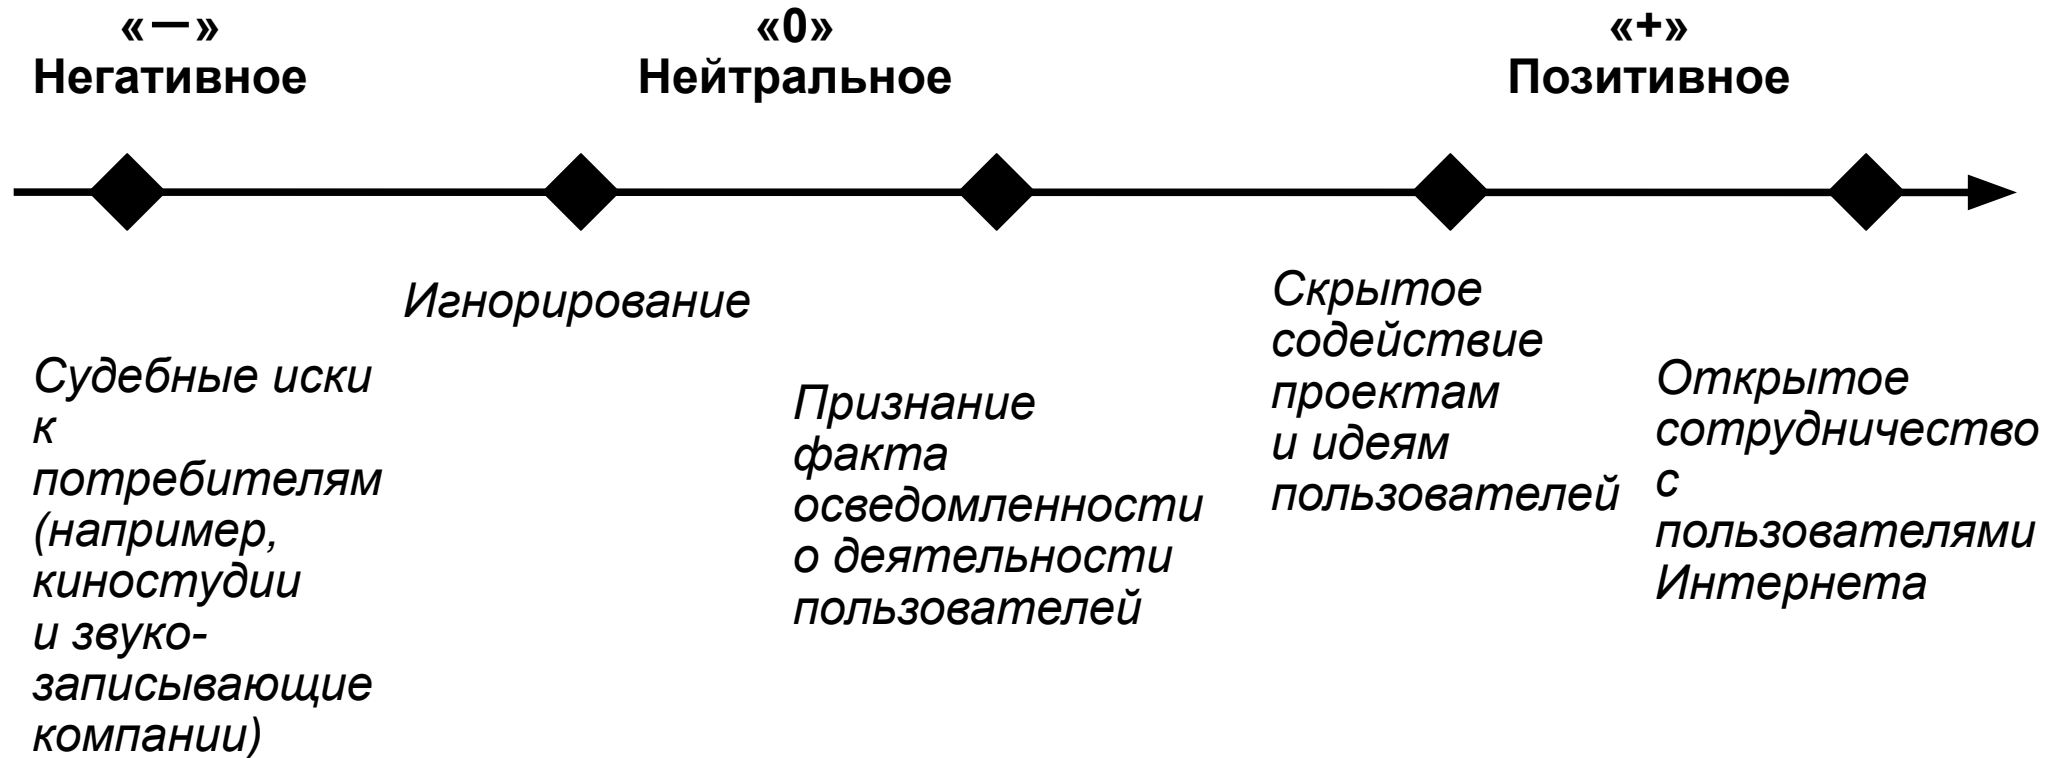 «—»
Негативное
«0»
Нейтральное
«+»
Позитивное
Судебные иски
к
потребителям
(например,
киностудии
и звуко-
записывающие
компании)
Игнорирование
Признание
факта
осведомленности
о деятельности
пользователей
Скрытое
содействие
проектам
и идеям
пользователей
Открытое
сотрудничество
с
пользователями
Интернета